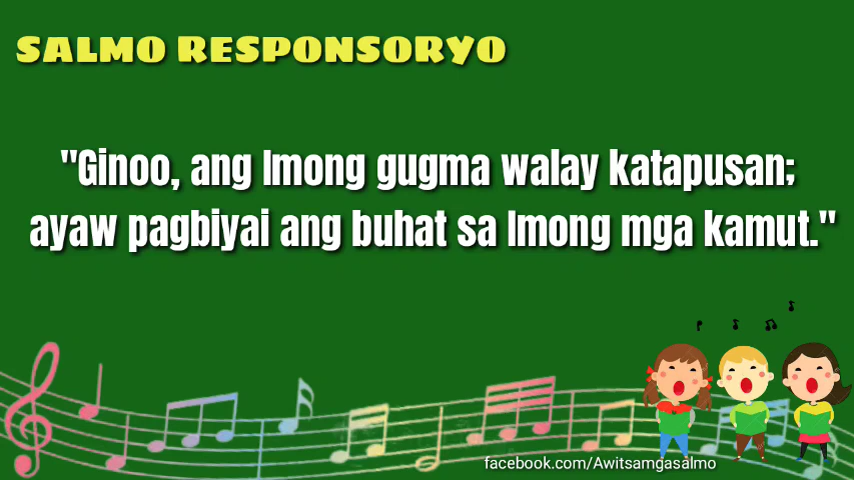 SALMO RESPONSORYO
"Ginoo, ang Imong gugma walay katapusan;
ayaw pagbiyai ang buhat sa Imong mga kamut."
facebook.com/Awitsamgasalmo